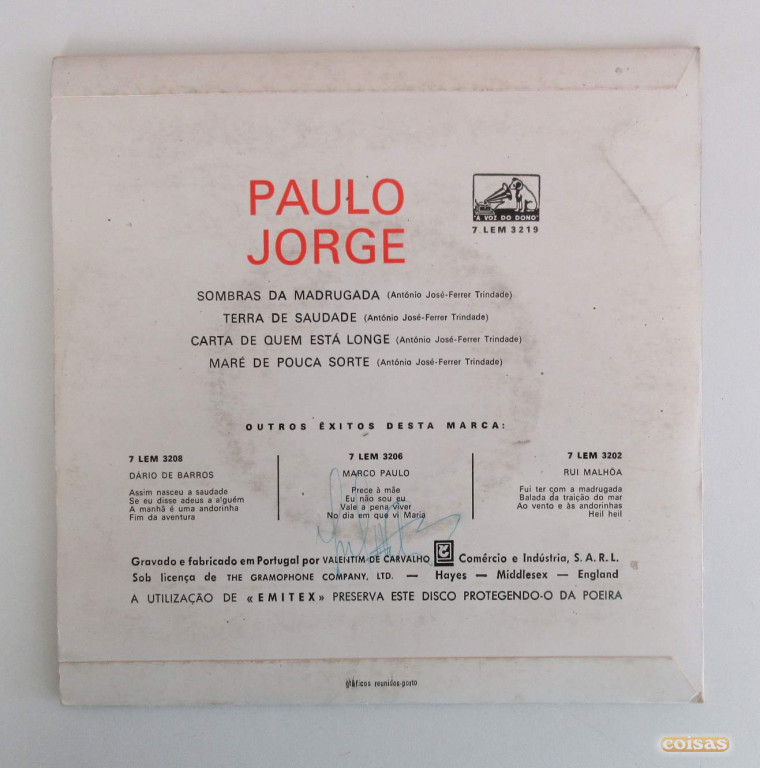 PAULO
JORGE
"A VOZ DO DONO"
7 LEM 3219
SOMBRAS DA MADRUGADA (António José-Ferrer Trindade)
TERRA DE SAUDADE (António José-Ferrer Trindade)
CARTA DE QUEM ESTÁ LONGE (António José-Ferrer Trindade)
MARÉ DE POUCA SORTE (António José-Ferrer Trindade)
OUTROS ÊXITOS DESTA MARCA:
7 LEM 3208
DÁRIO DE BARROS
Assim nasceu a saudade
Se eu disse adeus a alguém
A manhã é uma andorinha
Fim da aventura
7 LEM 3206
MARCO PAULO
Prece à mãe
Eu não sou eu
Vale a pena viver
No dia em que vi Maria
7 LEM 3202
RUI MALHÔA
Fui ter com a madrugada
Balada da traição do mar
Ao vento e às andorinhas
Heil heil
Gravado e fabricado em Portugal por VALENTIM DE CARVALHO Comércio e Indústria, S. A. R. L.
Sob licença de THE GRAMOPHONE COMPANY, LTD. — Hayes — Middlesex — England
A UTILIZAÇÃO DE «EMITEX» PRESERVA ESTE DISCO PROTEGENDO-O DA POEIRA
gráficos reunidos-porto
coisas